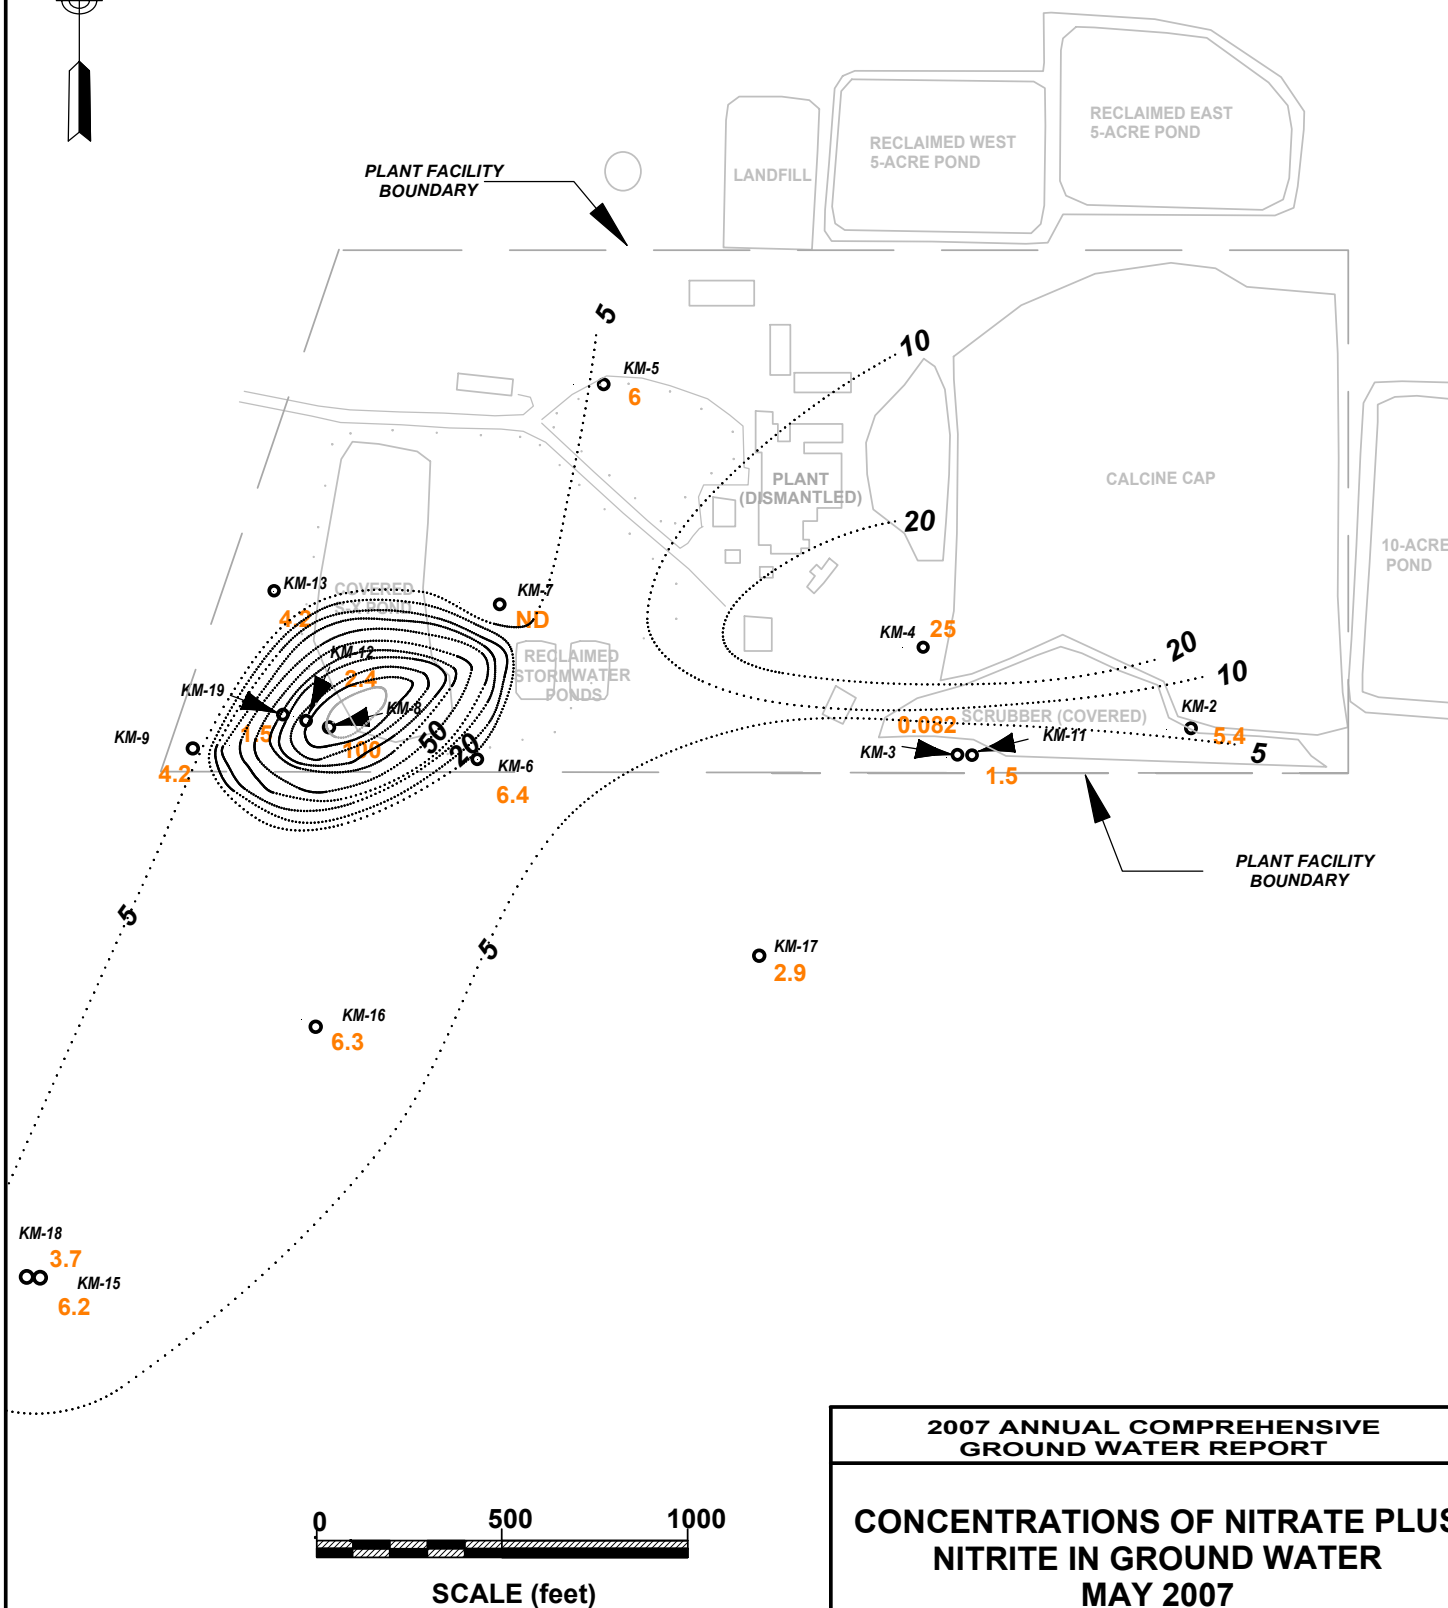 RECLAIMED EAST
5-ACRE POND
RECLAIMED WEST
5-ACRE POND
LANDFILL
PLANT FACILITY
BOUNDARY
5
10
KM-5
6
PLANT
(DISMANTLED)
CALCINE CAP
20
10-ACRE
POND
KM-13
COVERED
S-X POND
4.2
KM-7
ND
KM-4
25
KM-12
2.4
RECLAIMED
STORMWATER
PONDS
20
10
KM-19
1.5
KM-8
100
50
20
KM-9
4.2
KM-6
6.4
0.082
SCRUBBER (COVERED)
KM-2
5.4
KM-3
KM-11
1.5
5
PLANT FACILITY
BOUNDARY
5
5
KM-17
2.9
KM-16
6.3
KM-18
3.7
KM-15
6.2
2007 ANNUAL COMPREHENSIVE
GROUND WATER REPORT
CONCENTRATIONS OF NITRATE PLUS
NITRITE IN GROUND WATER
MAY 2007
0 500 1000
SCALE (feet)